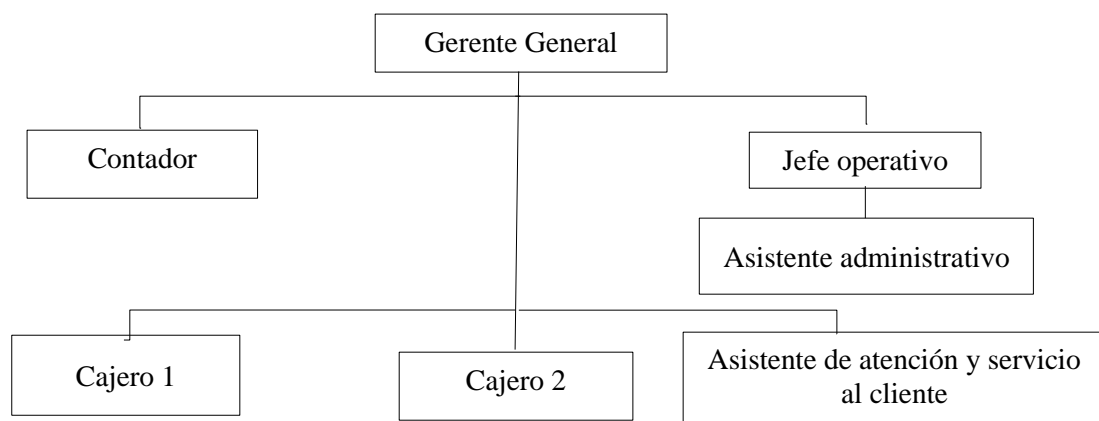 Gerente General
Contador
Jefe operativo
Asistente administrativo
Cajero 1
Cajero 2
Asistente de atención y servicio
al cliente